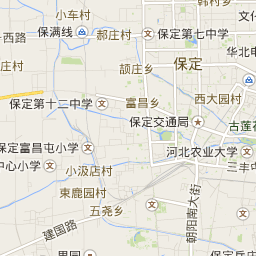 小车村
韩村
文化
西路
保满线
郝庄村
保定第七中学
颉庄乡
华北电
保定
保定第十二中学
富昌乡
西大园村
保定交通局
古莲花
保定富昌屯小学
河北农业大学
中心小学
小汲店村
三丰中
东鹿园村
朝阳南大街
五尧乡
建国路